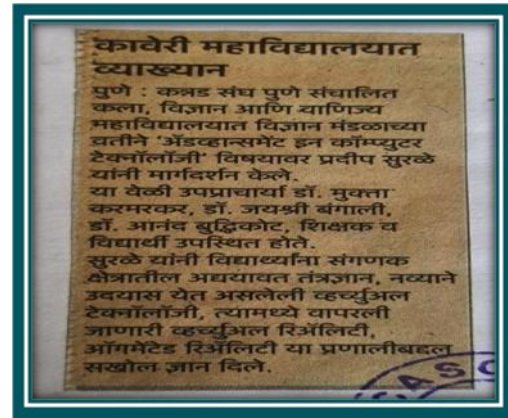 कावेरी महाविद्यालयात
व्याख्यान
पुणे : कन्नड संघ पुणे संचालित
कला, विज्ञान आणि वाणिज्य
महाविद्यालयात विज्ञान मंडळाच्या
वतीने 'ॲडव्हान्समेंट इन कॉम्प्युटर
टेक्नॉलॉजी' विषयावर प्रदीप सुरळे
यांनी मार्गदर्शन केले.
या वेळी उपप्राचार्या डॉ. मुक्ता
करमरकर, डॉ. जयश्री बंगाली,
डॉ. आनंद बुद्धिकोट, शिक्षक व
विद्यार्थी उपस्थित होते.
सुरळे यांनी विद्यार्थ्यांना संगणक
क्षेत्रातील अद्ययावत तंत्रज्ञान, नव्याने
उदयास येत असलेली व्हर्च्युअल
टेक्नॉलॉजी, त्यामध्ये वापरली
जाणारी व्हर्च्युअल रिॲलिटी,
ऑगमेंटेड रिॲलिटी या प्रणालीबद्दल
सखोल ज्ञान दिले.